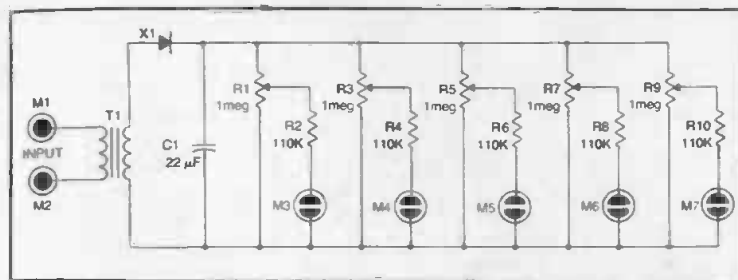 X1
M1
T1
INPUT
M2
C1
22 µF
R1
1meg
R2
110K
M3
R3
1meg
R4
110K
M4
R5
1meg
R6
110K
M5
R7
1meg
R8
110K
M6
R9
1meg
R10
110K
M7